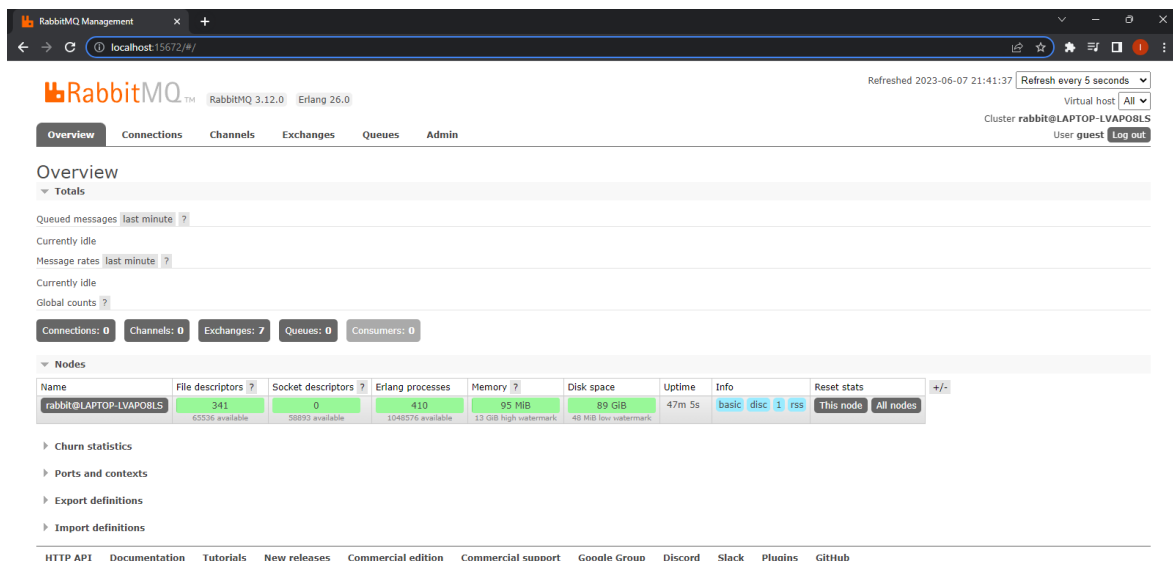 RabbitMQ Management
localhost:15672/#/
Refreshed 2023-06-07 21:41:37 Refresh every 5 seconds
RabbitMQ TM RabbitMQ 3.12.0 Erlang 26.0
Virtual host All
Cluster rabbit@LAPTOP-LVAPO8LS
User guest Log out
Overview Connections Channels Exchanges Queues Admin
Overview
Totals
Queued messages last minute ?
Currently idle
Message rates last minute ?
Currently idle
Global counts ?
Connections: 0 Channels: 0 Exchanges: 7 Queues: 0 Consumers: 0
Nodes
Name File descriptors ? Socket descriptors ? Erlang processes Memory ? Disk space Uptime Info Reset stats +/-
rabbit@LAPTOP-LVAPO8LS 341 0 410 95 MiB 89 GiB 47m 5s basic disc 1 rss This node All nodes
65536 available 58893 available 1048576 available 13 GiB high watermark 48 MiB low watermark
Churn statistics
Ports and contexts
Export definitions
Import definitions
HTTP API Documentation Tutorials New releases Commercial edition Commercial support Google Group Discord Slack Plugins GitHub